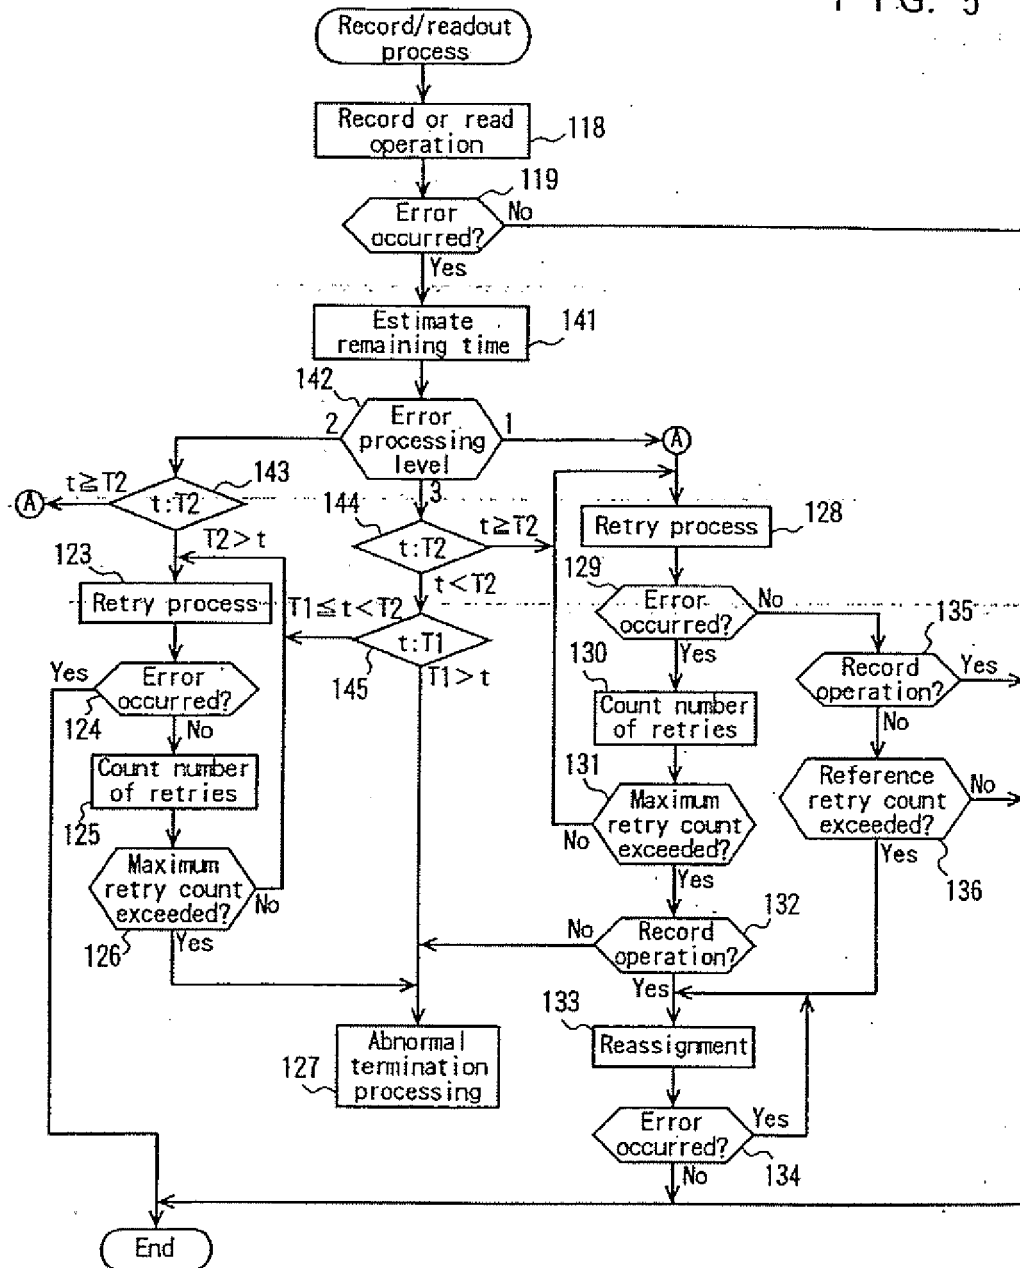 FIG. 5
Record/readout
process
Record or read
operation
118
119
Error
occurred?
No
Yes
Estimate
remaining time
141
142
2
Error
processing
level
1
A
3
t≧T2
143
A
t:T2
T2>t
144
t:T2
t≧T2
t<T2
Retry process
128
123
Retry process
T1≦t<T2
t:T1
145
T1>t
129
Error
occurred?
No
Yes
135
Record
operation?
Yes
No
Yes
Error
occurred?
124
No
130
Count number
of retries
Count number
of retries
125
131
Maximum
retry count
exceeded?
No
Yes
Reference
retry count
exceeded?
No
Yes
136
Maximum
retry count
exceeded?
No
126
Yes
132
No
Record
operation?
Yes
133
Reassignment
127
Abnormal
termination
processing
Error
occurred?
Yes
134
No
End